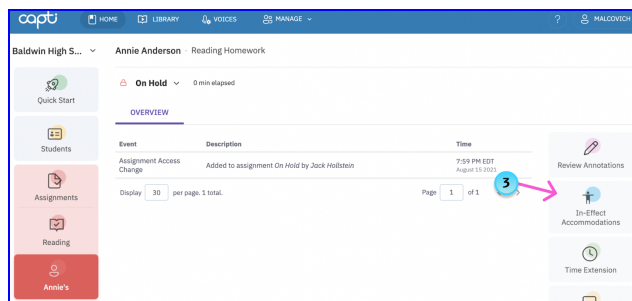 capti HOME LIBRARY VOICES MANAGE ? MALCOVICH
Baldwin High S... Annie Anderson · Reading Homework
On Hold 0 min elapsed
Quick Start
OVERVIEW
Students
Event Description Time
Assignment Access Change Added to assignment On Hold by Jack Hollstein 7:59 PM EDT
August 15 2021
Review Annotations
Display 30 per page. 1 total. Page 1 of 1 >
3
Assignments
In-Effect
Accommodations
Reading
Time Extension
Annie's